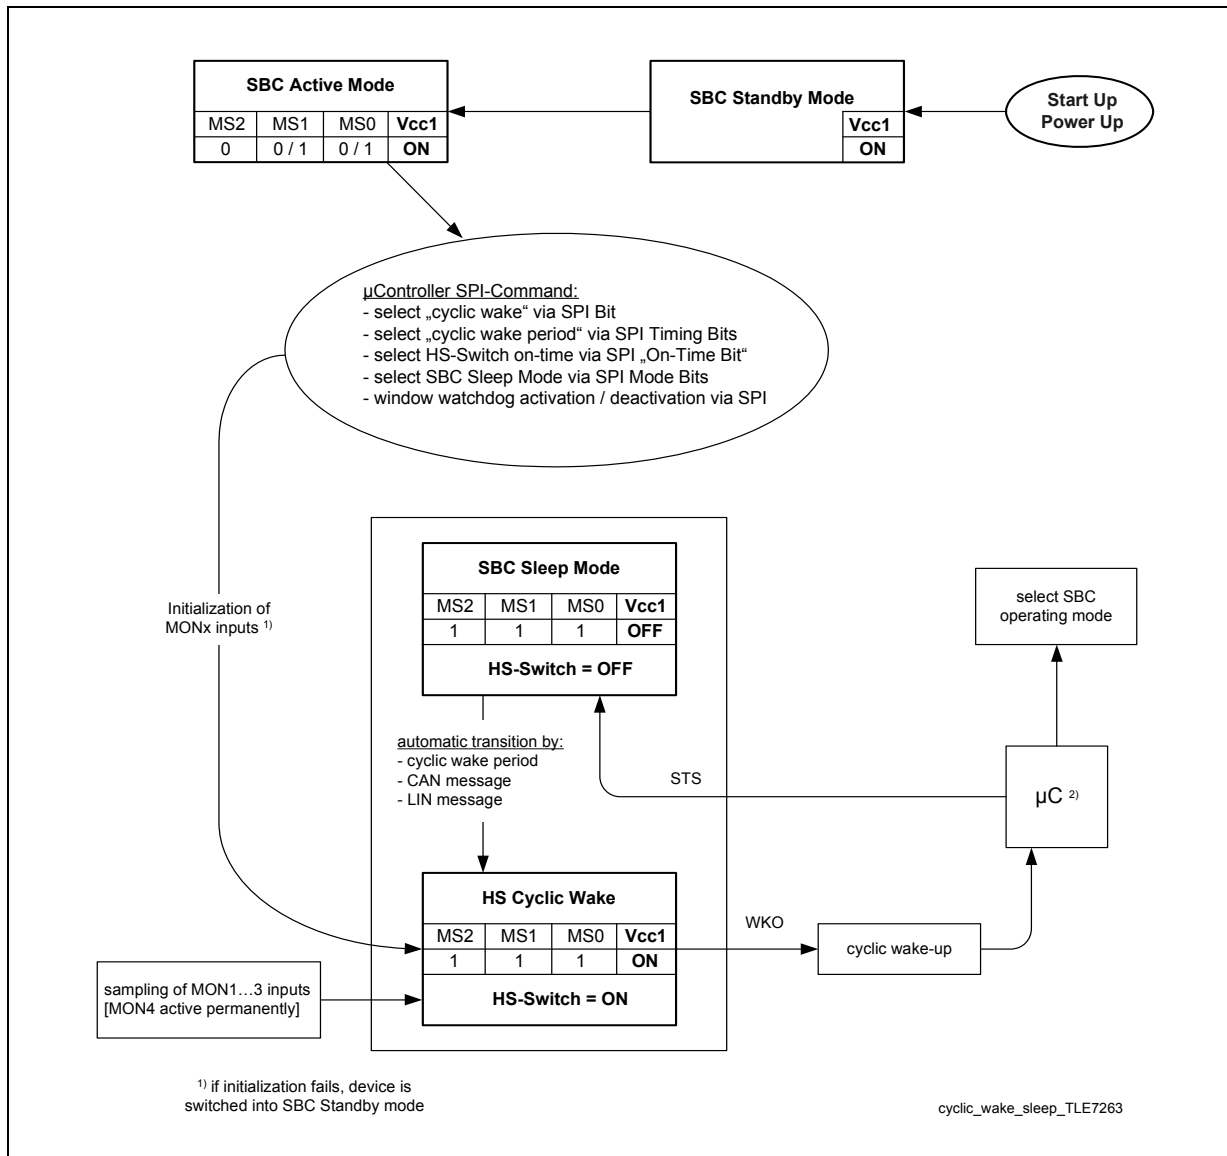 SBC Active Mode
MS2 MS1 MS0 Vcc1
0 0 / 1 0 / 1 ON
SBC Standby Mode
Vcc1
ON
Start Up
Power Up
µController SPI-Command:
- select „cyclic wake“ via SPI Bit
- select „cyclic wake period“ via SPI Timing Bits
- select HS-Switch on-time via SPI „On-Time Bit“
- select SBC Sleep Mode via SPI Mode Bits
- window watchdog activation / deactivation via SPI
Initialization of
MONx inputs 1)
SBC Sleep Mode
MS2 MS1 MS0 Vcc1
1 1 1 OFF
HS-Switch = OFF
automatic transition by:
- cyclic wake period
- CAN message
- LIN message
STS
select SBC
operating mode
µC 2)
HS Cyclic Wake
MS2 MS1 MS0 Vcc1
1 1 1 ON
HS-Switch = ON
WKO
cyclic wake-up
sampling of MON1…3 inputs
[MON4 active permanently]
1) if initialization fails, device is
switched into SBC Standby mode
cyclic_wake_sleep_TLE7263